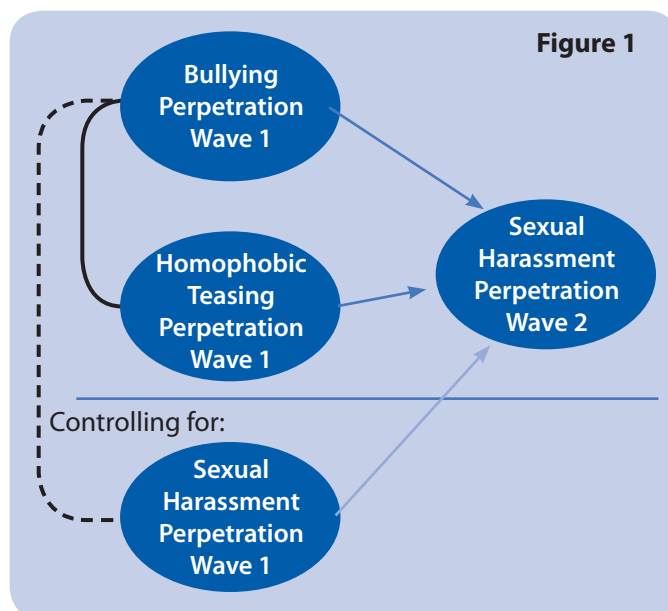 Figure 1
Bullying
Perpetration
Wave 1
Homophobic
Teasing
Perpetration
Wave 1
Sexual
Harassment
Perpetration
Wave 2
Controlling for:
Sexual
Harassment
Perpetration
Wave 1